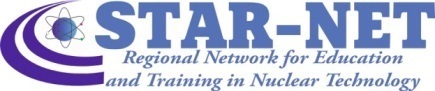 STAR-NET
Regional Network for Education
and Training in Nuclear Technology